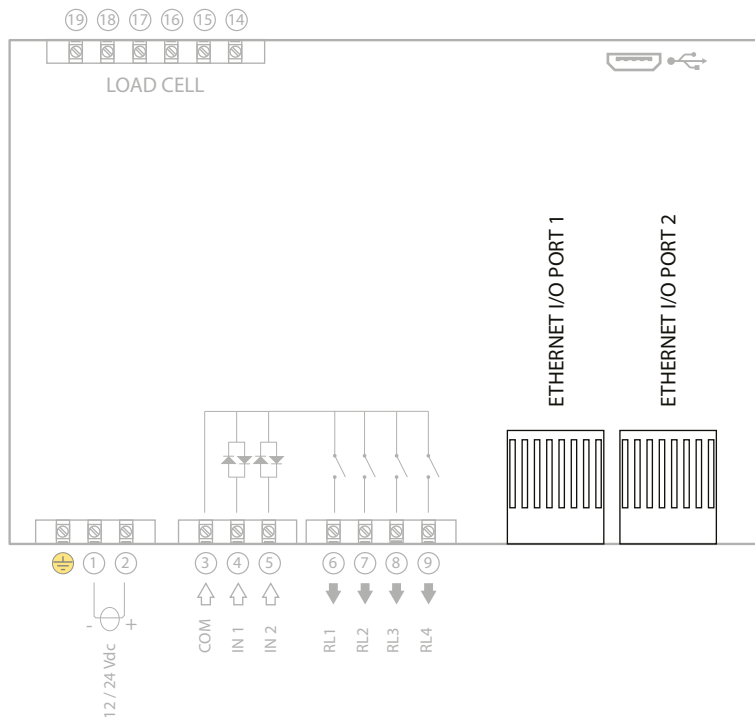 19 18 17 16 15 14
LOAD CELL
ETHERNET I/O PORT 1
ETHERNET I/O PORT 2
1 2 3 4 5 6 7 8 9
- +
12 / 24 Vdc
COM
IN 1
IN 2
RL1
RL2
RL3
RL4